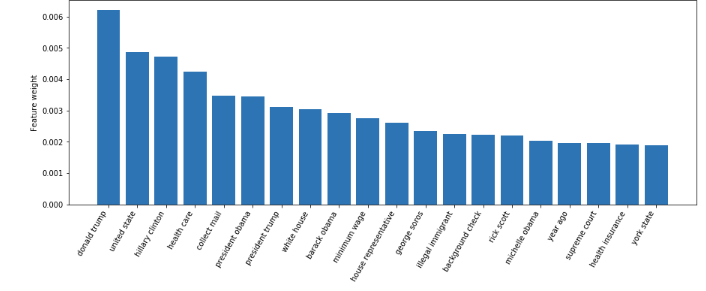 0.006
0.005
0.004
0.003
0.002
0.001
0.000
Feature weight
donald trump
united state
hillary clinton
health care
collect mail
president obama
president trump
white house
barack obama
minimum wage
house representative
george soros
illegal immigrant
background check
rick scott
michelle obama
year ago
supreme court
health insurance
york state